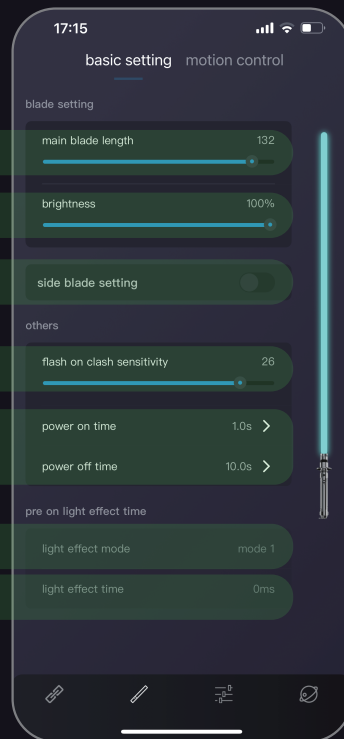 17:15
basic setting motion control
blade setting
main blade length 132
brightness 100%
side blade setting
others
flash on clash sensitivity 26
power on time 1.0s
power off time 10.0s
pre on light effect time
light effect mode mode 1
light effect time 0ms